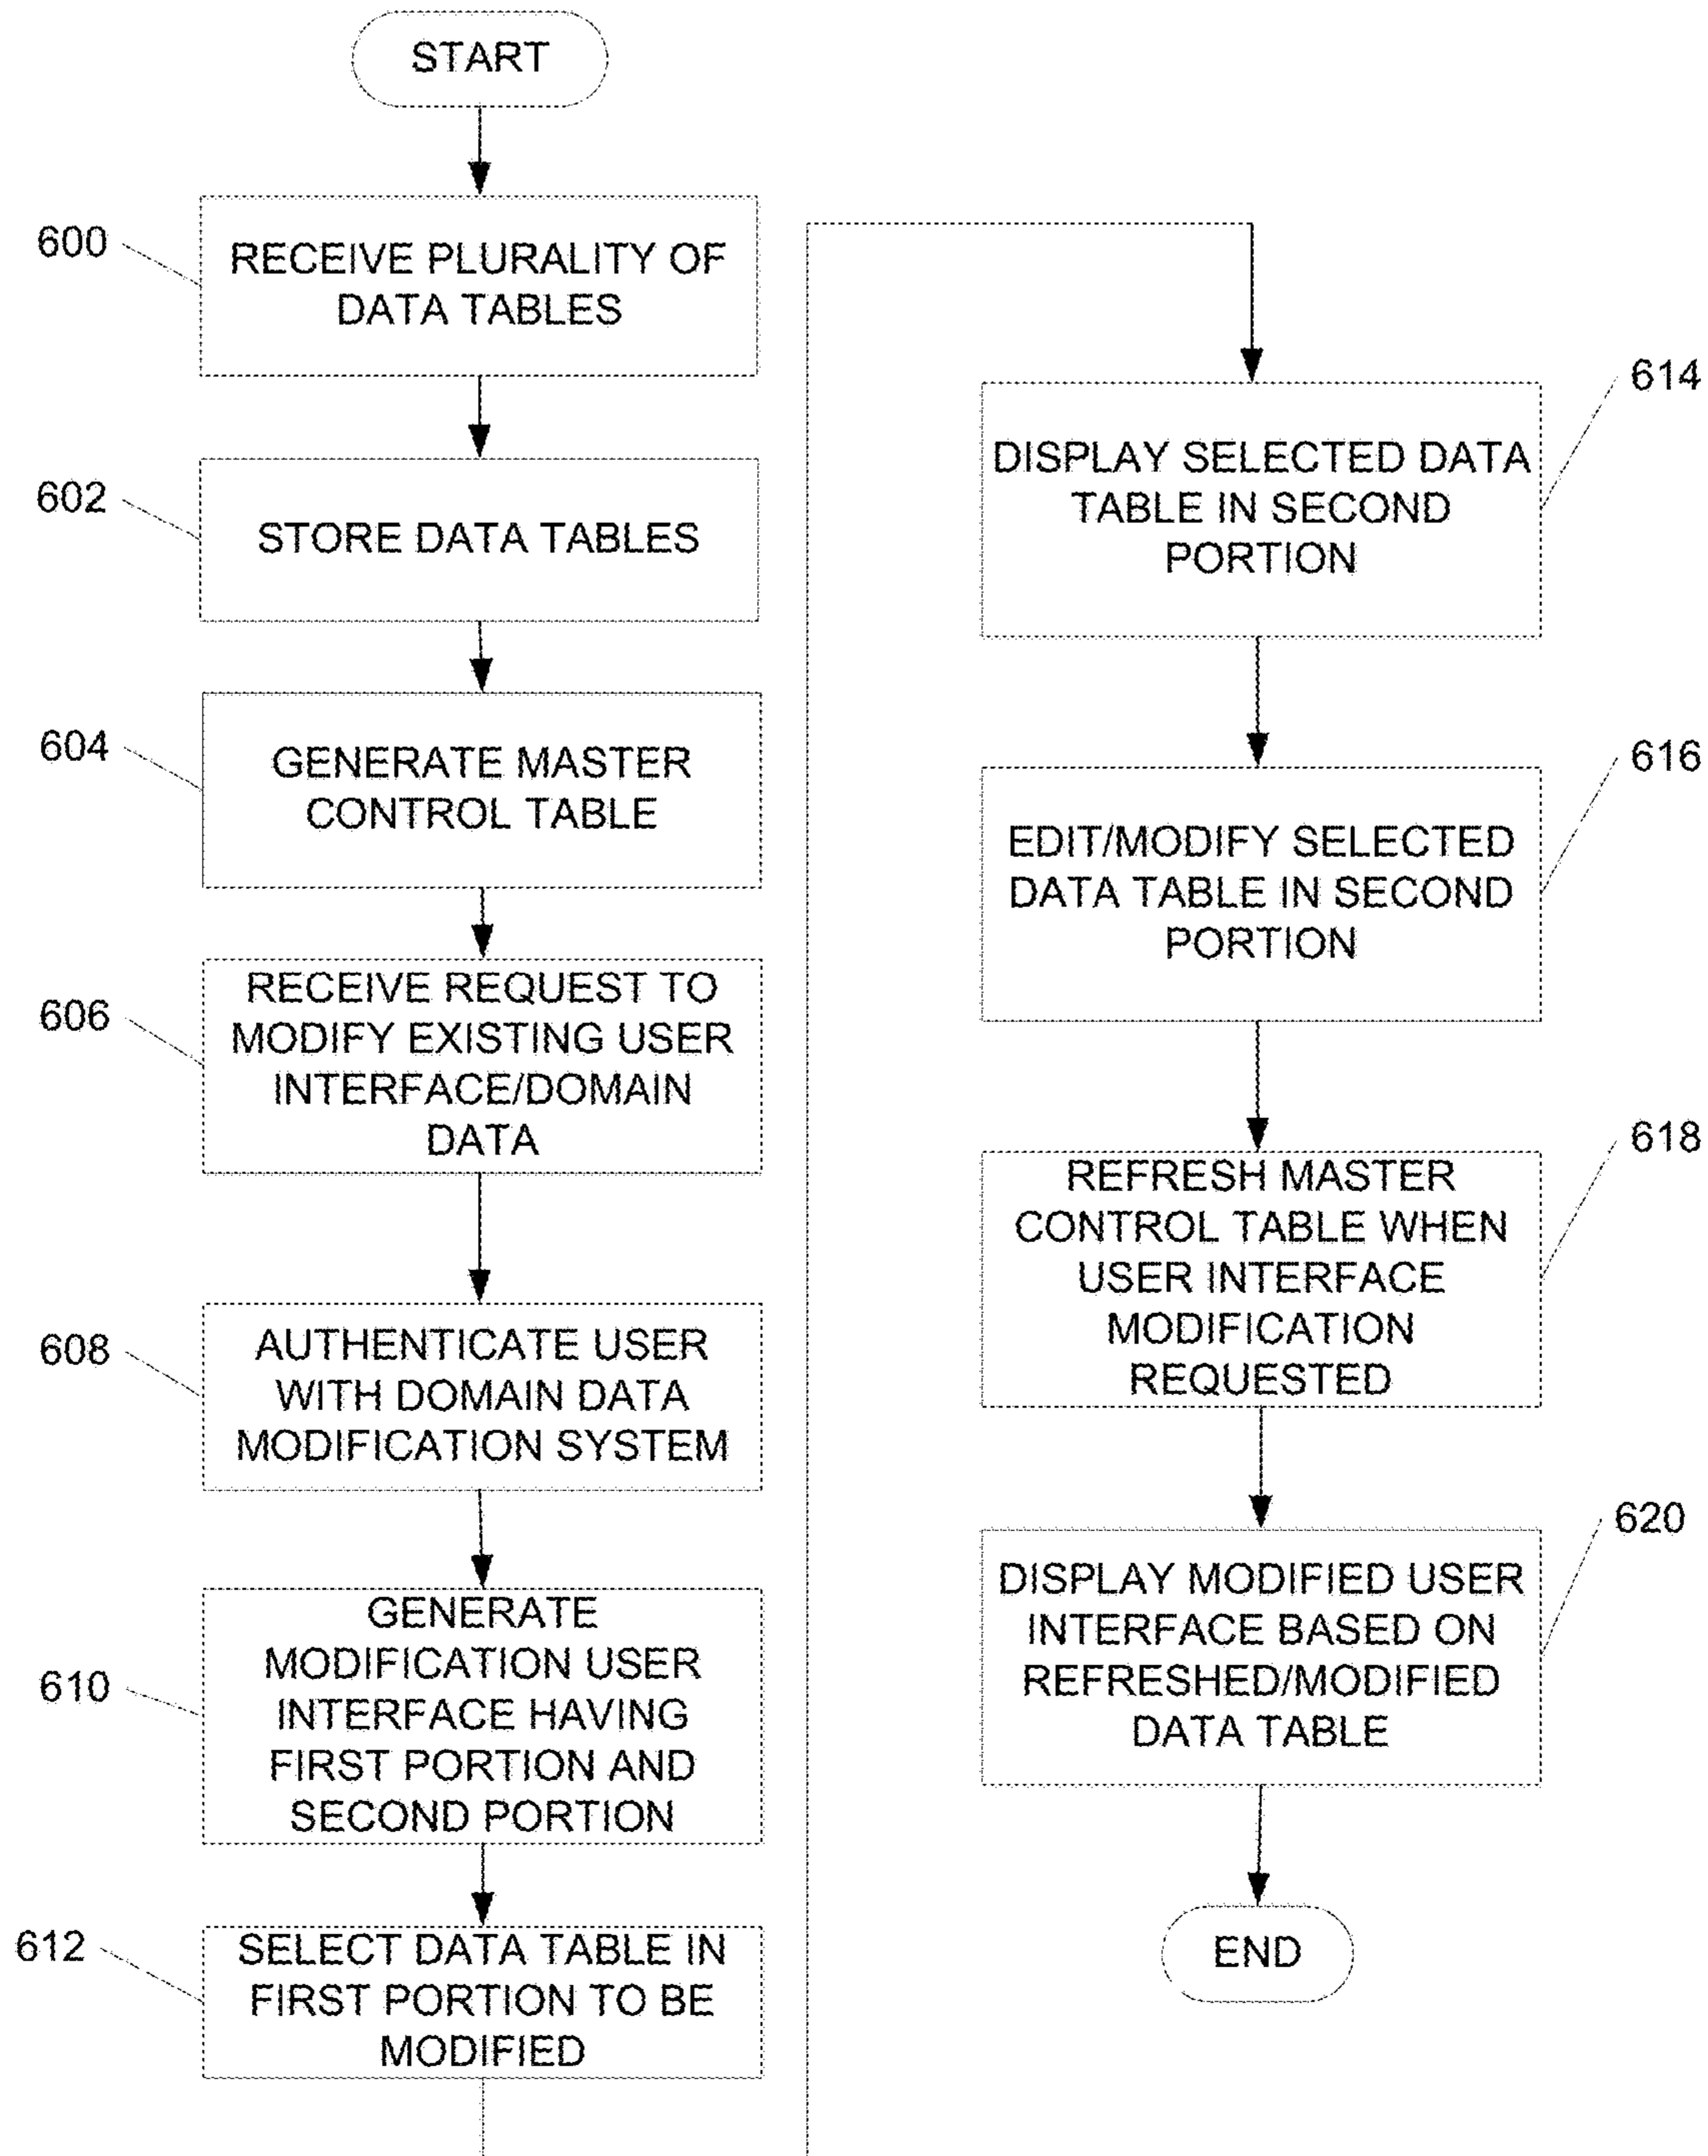 START
600
RECEIVE PLURALITY OF
DATA TABLES
602
STORE DATA TABLES
604
GENERATE MASTER
CONTROL TABLE
606
RECEIVE REQUEST TO
MODIFY EXISTING USER
INTERFACE/DOMAIN
DATA
608
AUTHENTICATE USER
WITH DOMAIN DATA
MODIFICATION SYSTEM
610
GENERATE
MODIFICATION USER
INTERFACE HAVING
FIRST PORTION AND
SECOND PORTION
612
SELECT DATA TABLE IN
FIRST PORTION TO BE
MODIFIED
614
DISPLAY SELECTED DATA
TABLE IN SECOND
PORTION
616
EDIT/MODIFY SELECTED
DATA TABLE IN SECOND
PORTION
618
REFRESH MASTER
CONTROL TABLE WHEN
USER INTERFACE
MODIFICATION
REQUESTED
620
DISPLAY MODIFIED USER
INTERFACE BASED ON
REFRESHED/MODIFIED
DATA TABLE
END